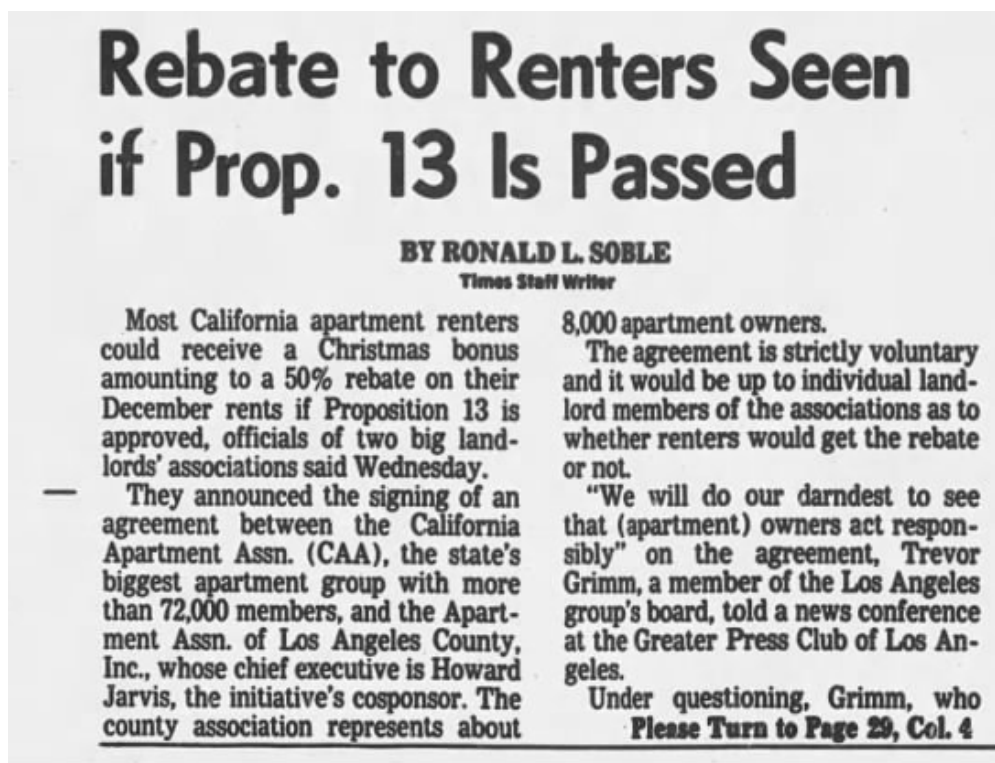 Rebate to Renters Seen
if Prop. 13 Is Passed
BY RONALD L. SOBLE
Times Staff Writer
Most California apartment renters
could receive a Christmas bonus
amounting to a 50% rebate on their
December rents if Proposition 13 is
approved, officials of two big land-
lords' associations said Wednesday.
They announced the signing of an
agreement between the California
Apartment Assn. (CAA), the state's
biggest apartment group with more
than 72,000 members, and the Apart-
ment Assn. of Los Angeles County,
Inc., whose chief executive is Howard
Jarvis, the initiative's cosponsor. The
county association represents about
8,000 apartment owners.
The agreement is strictly voluntary
and it would be up to individual land-
lord members of the associations as to
whether renters would get the rebate
or not.
"We will do our darndest to see
that (apartment) owners act respon-
sibly" on the agreement, Trevor
Grimm, a member of the Los Angeles
group's board, told a news conference
at the Greater Press Club of Los An-
geles.
Under questioning, Grimm, who
Please Turn to Page 29, Col. 4